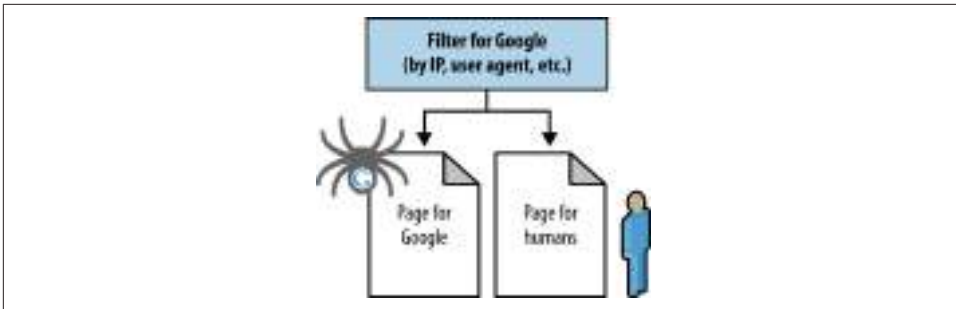 Filter for Google
(by IP, user agent, etc.)
G
Page for
Google
Page for
humans